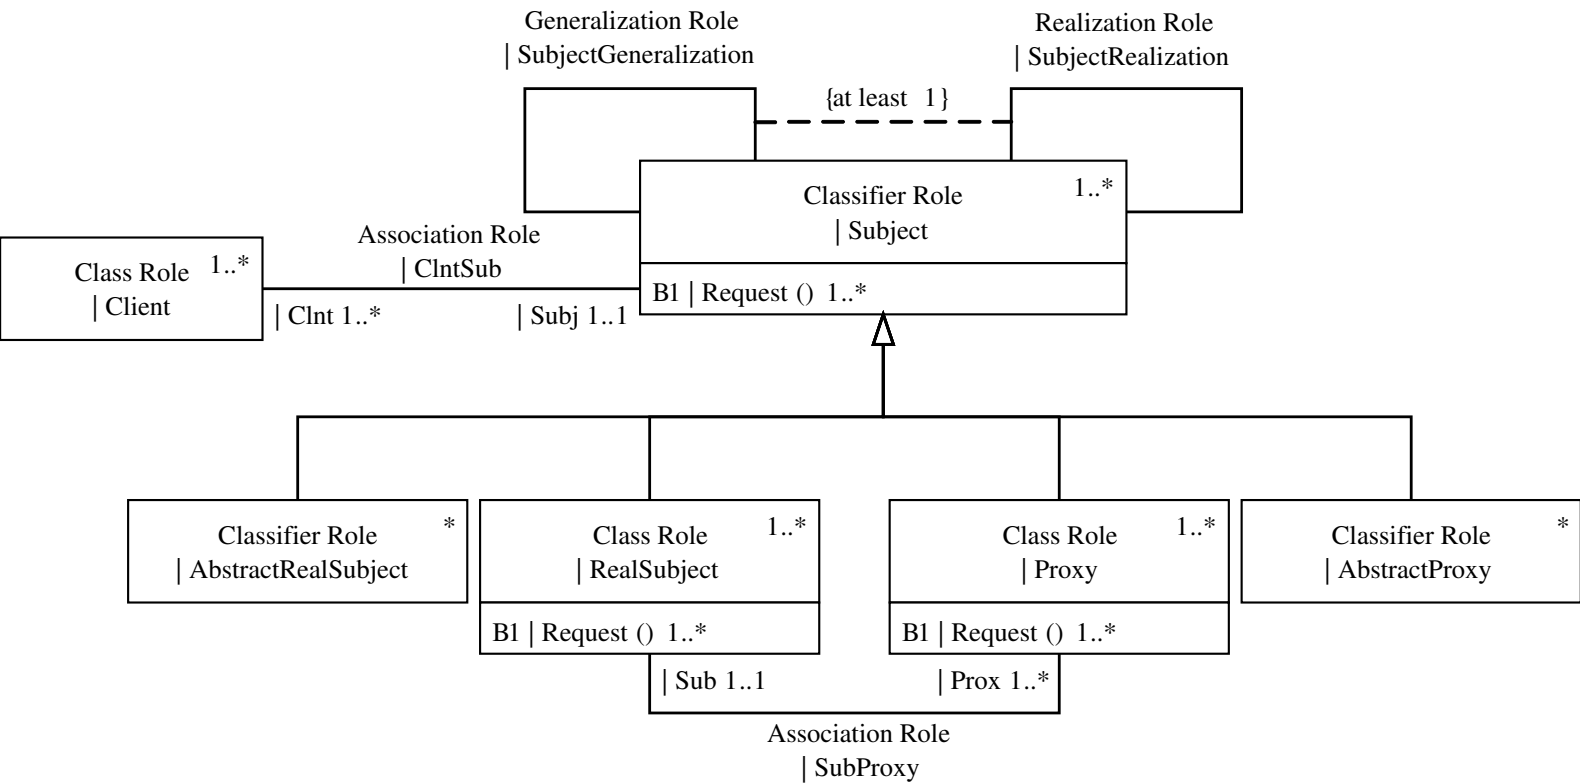 Generalization Role
| SubjectGeneralization
Realization Role
| SubjectRealization
{at least 1}
Classifier Role
1..*
| Subject
B1 | Request () 1..*
Association Role
| ClntSub
Class Role
1..*
| Client
| Clnt 1..*
| Subj 1..1
Classifier Role
*
| AbstractRealSubject
Class Role
1..*
| RealSubject
B1 | Request () 1..*
Class Role
1..*
| Proxy
B1 | Request () 1..*
Classifier Role
*
| AbstractProxy
| Sub 1..1
| Prox 1..*
Association Role
| SubProxy